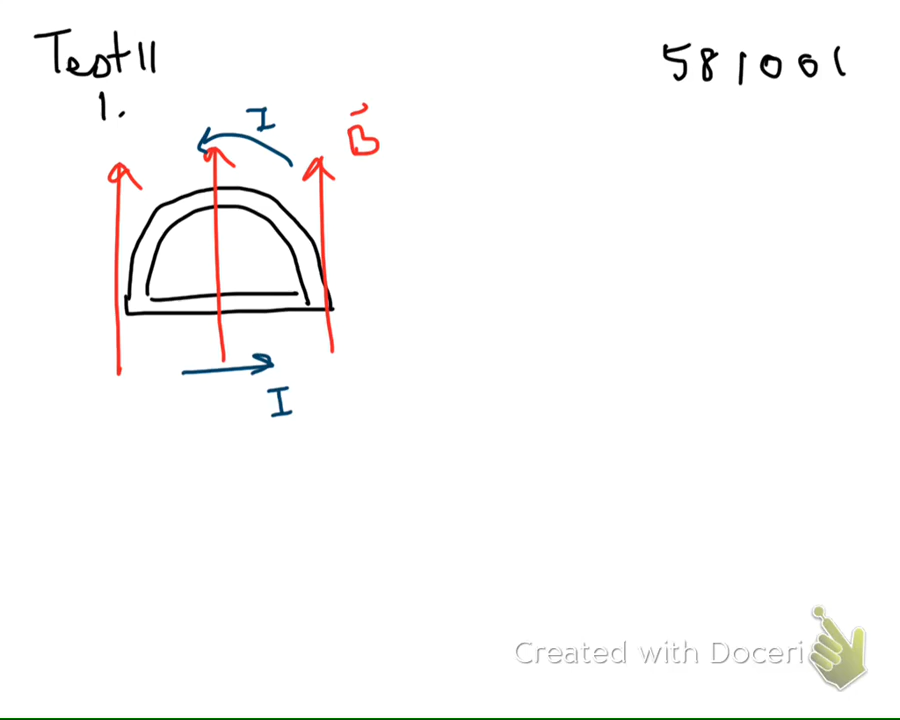 Test 11
581001
1.
I
B⃗
I
Created with Doceri